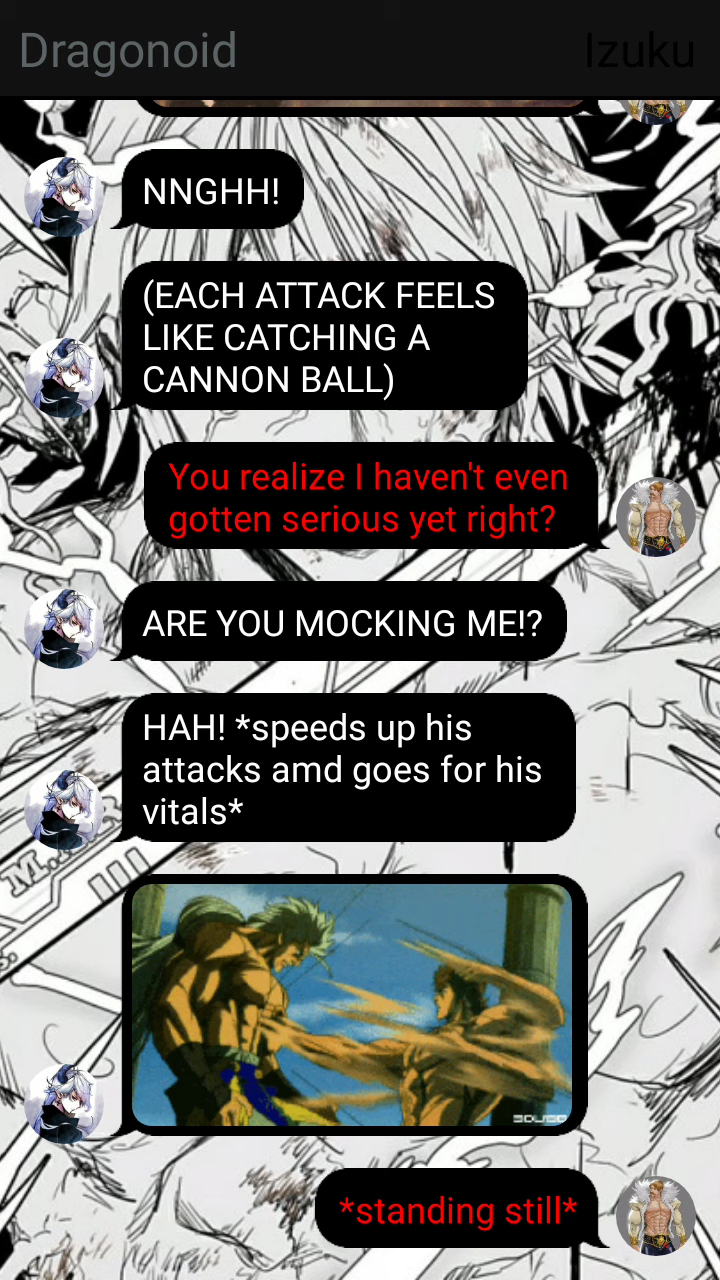 Dragonoid
Izuku
NNGHH!
(EACH ATTACK FEELS
LIKE CATCHING A
CANNON BALL)
You realize I haven't even
gotten serious yet right?
ARE YOU MOCKING ME!?
HAH! *speeds up his
attacks amd goes for his
vitals*
*standing still*